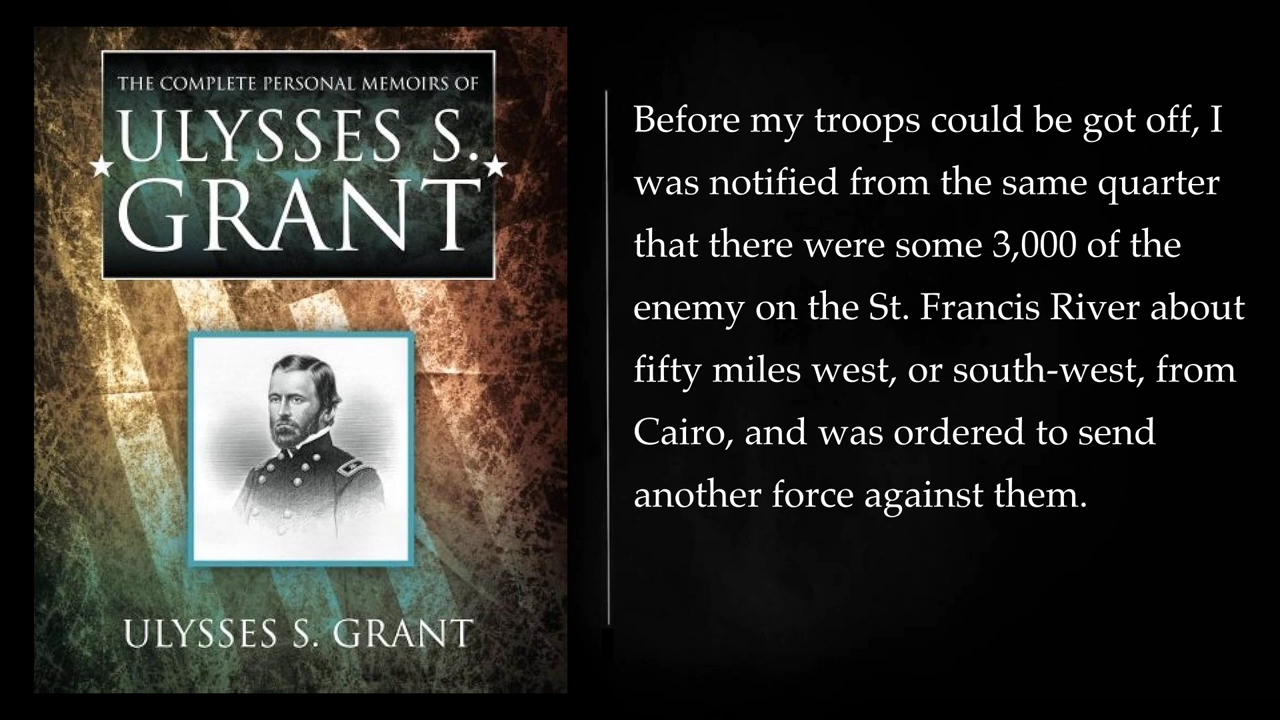 THE COMPLETE PERSONAL MEMOIRS OF
ULYSSES S.
GRANT
ULYSSES S. GRANT
Before my troops could be got off, I
was notified from the same quarter
that there were some 3,000 of the
enemy on the St. Francis River about
fifty miles west, or south-west, from
Cairo, and was ordered to send
another force against them.